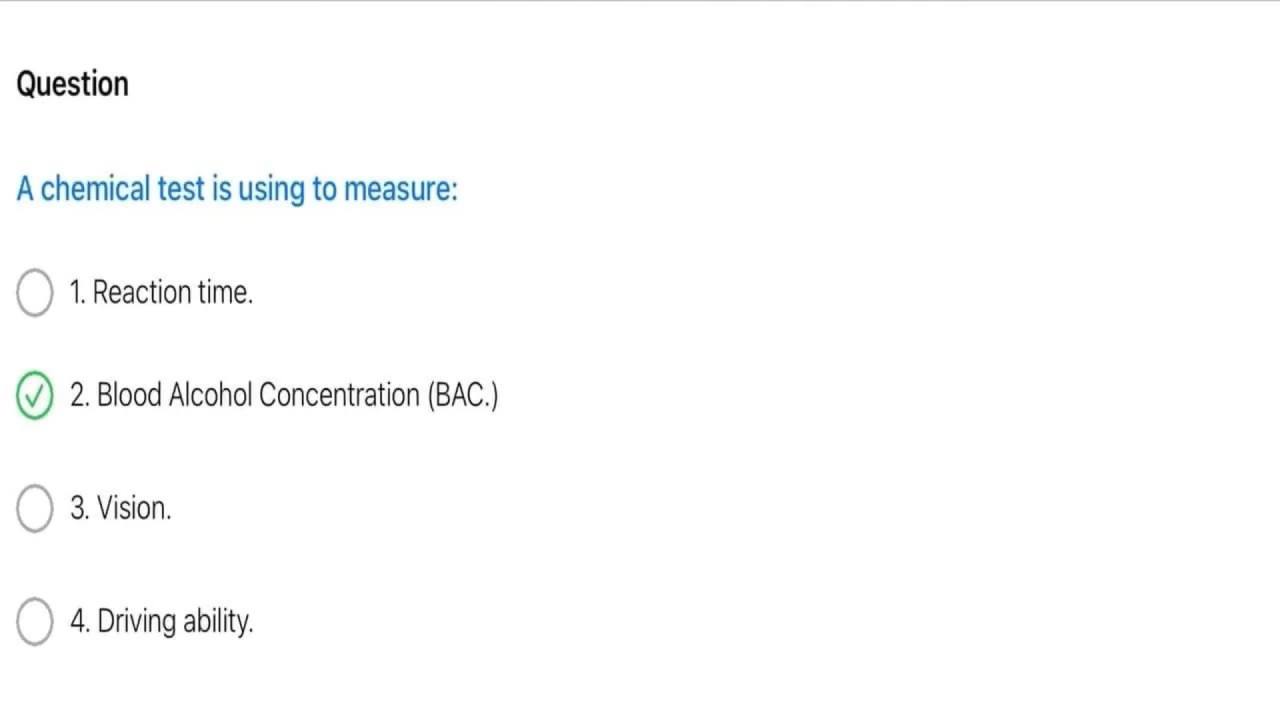 Question
A chemical test is using to measure:
1. Reaction time.
2. Blood Alcohol Concentration (BAC.)
3. Vision.
4. Driving ability.